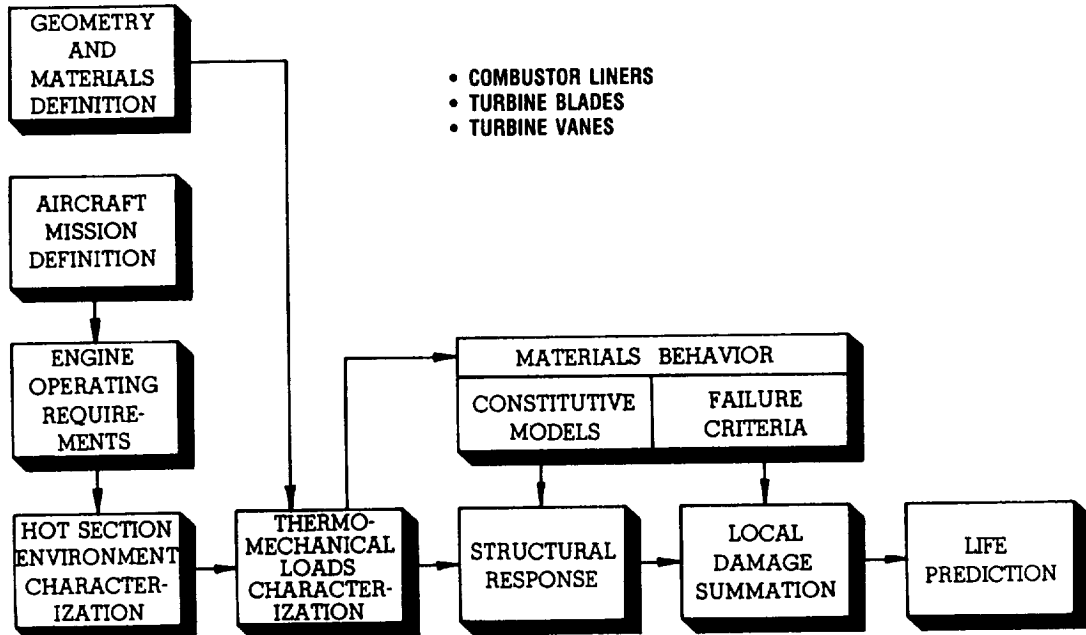 GEOMETRY
AND
MATERIALS
DEFINITION
• COMBUSTOR LINERS
• TURBINE BLADES
• TURBINE VANES
AIRCRAFT
MISSION
DEFINITION
ENGINE
OPERATING
REQUIRE-
MENTS
MATERIALS BEHAVIOR
CONSTITUTIVE
MODELS
FAILURE
CRITERIA
HOT SECTION
ENVIRONMENT
CHARACTER-
IZATION
THERMO-
MECHANICAL
LOADS
CHARACTER-
IZATION
STRUCTURAL
RESPONSE
LOCAL
DAMAGE
SUMMATION
LIFE
PREDICTION